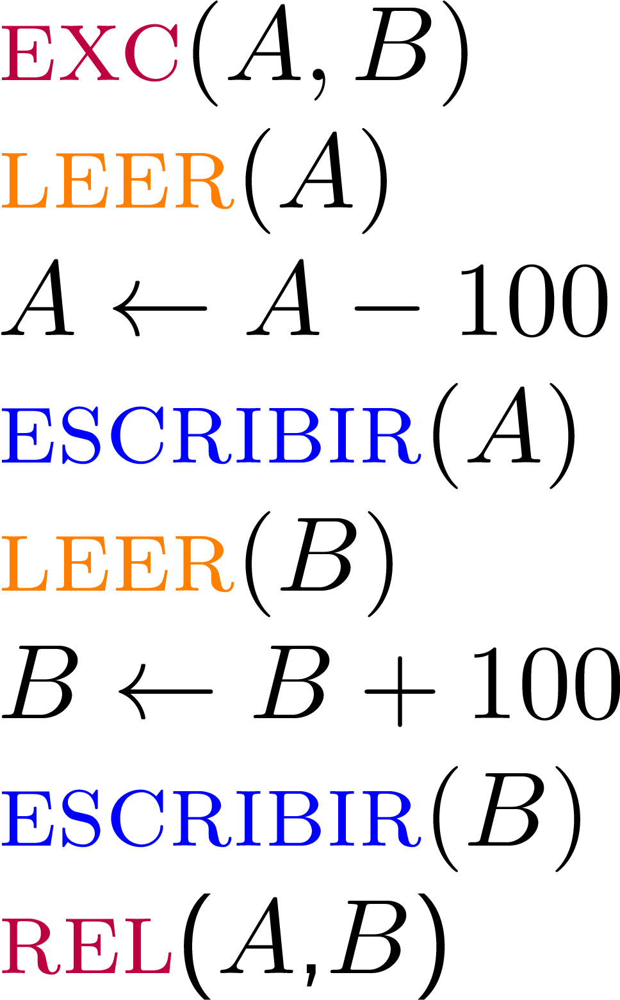 EXC(A, B)
LEER(A)
A ← A − 100
ESCRIBIR(A)
LEER(B)
B ← B + 100
ESCRIBIR(B)
REL(A,B)